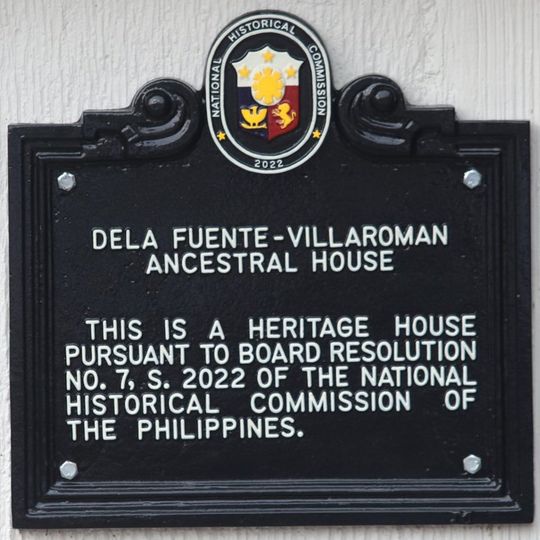 NATIONAL HISTORICAL COMMISSION
2022
DELA FUENTE-VILLAROMAN
ANCESTRAL HOUSE
THIS IS A HERITAGE HOUSE
PURSUANT TO BOARD RESOLUTION
NO. 7, S. 2022 OF THE NATIONAL
HISTORICAL COMMISSION OF
THE PHILIPPINES.